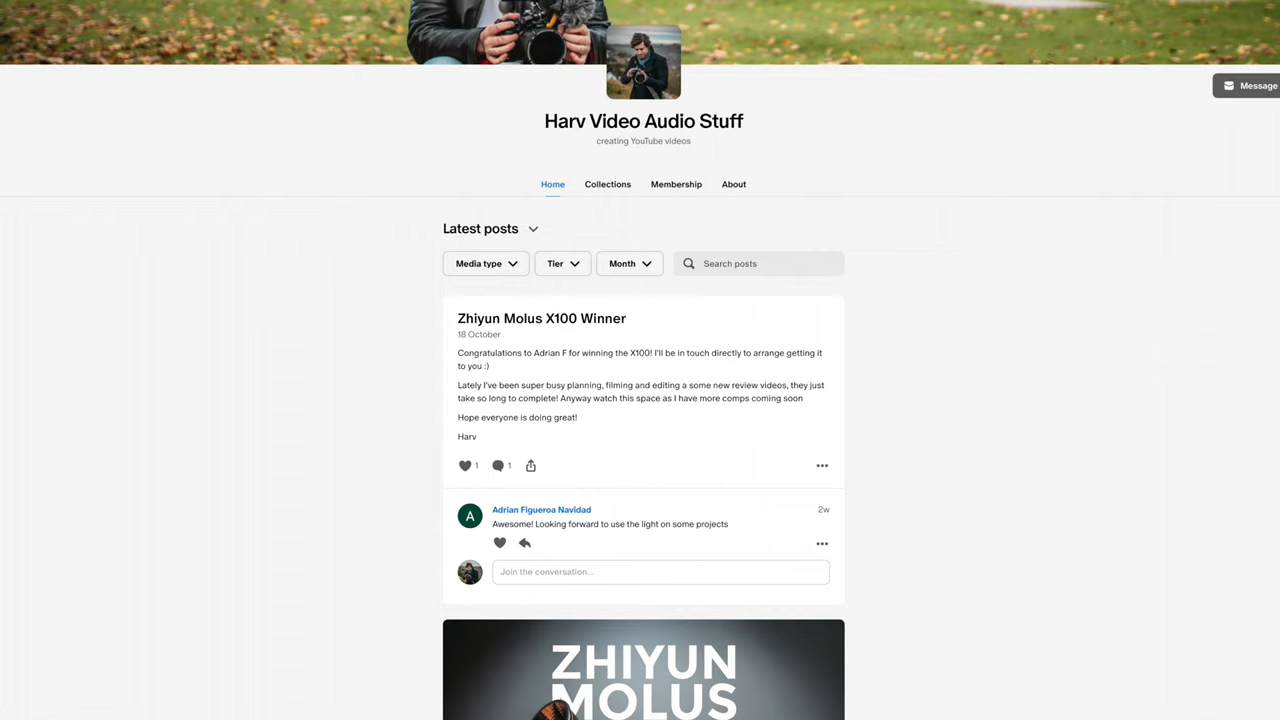 Message
Harv Video Audio Stuff
creating YouTube videos
Home Collections Membership About
Latest posts
Media type Tier Month Search posts
Zhiyun Molus X100 Winner
18 October
Congratulations to Adrian F for winning the X100! I'll be in touch directly to arrange getting it
to you :)
Lately I've been super busy planning, filming and editing a some new review videos, they just
take so long to complete! Anyway watch this space as I have more comps coming soon
Hope everyone is doing great!
Harv
1 1
A Adrian Figueroa Navidad 2w
Awesome! Looking forward to use the light on some projects
Join the conversation...
ZHIYUN
MOLUS